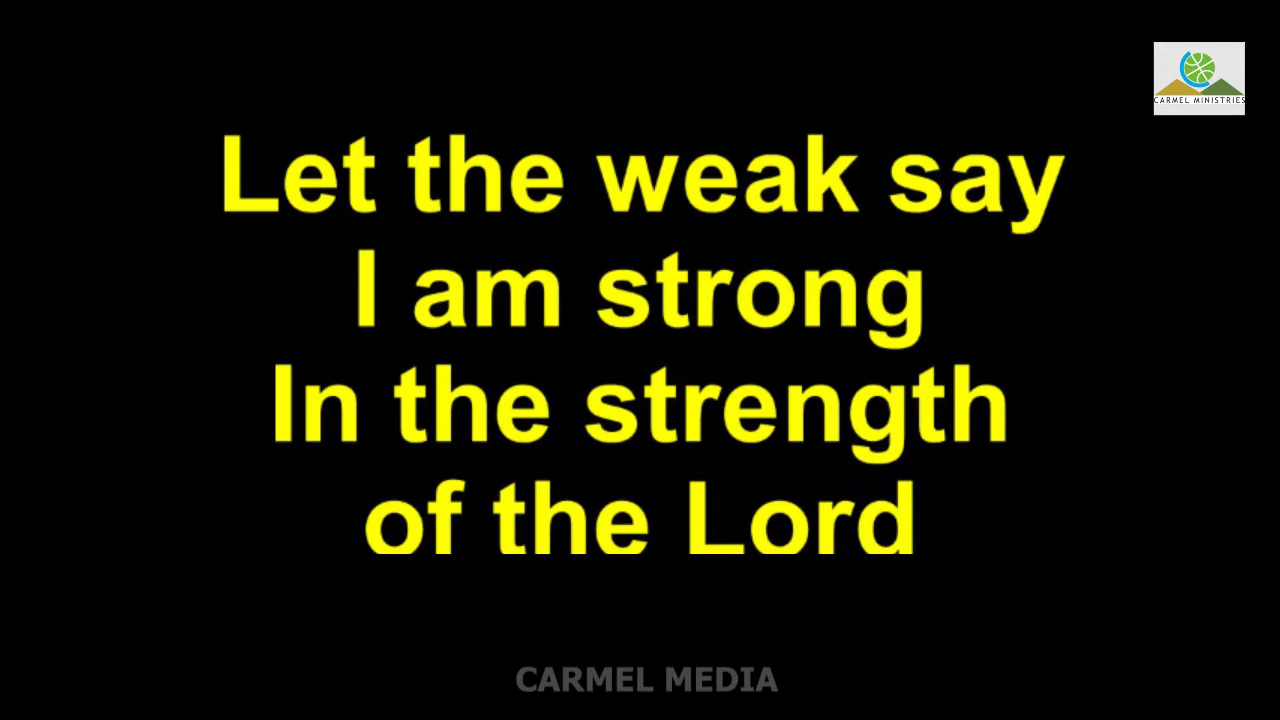 CARMEL MINISTRIES
Let the weak say
I am strong
In the strength
of the Lord
CARMEL MEDIA